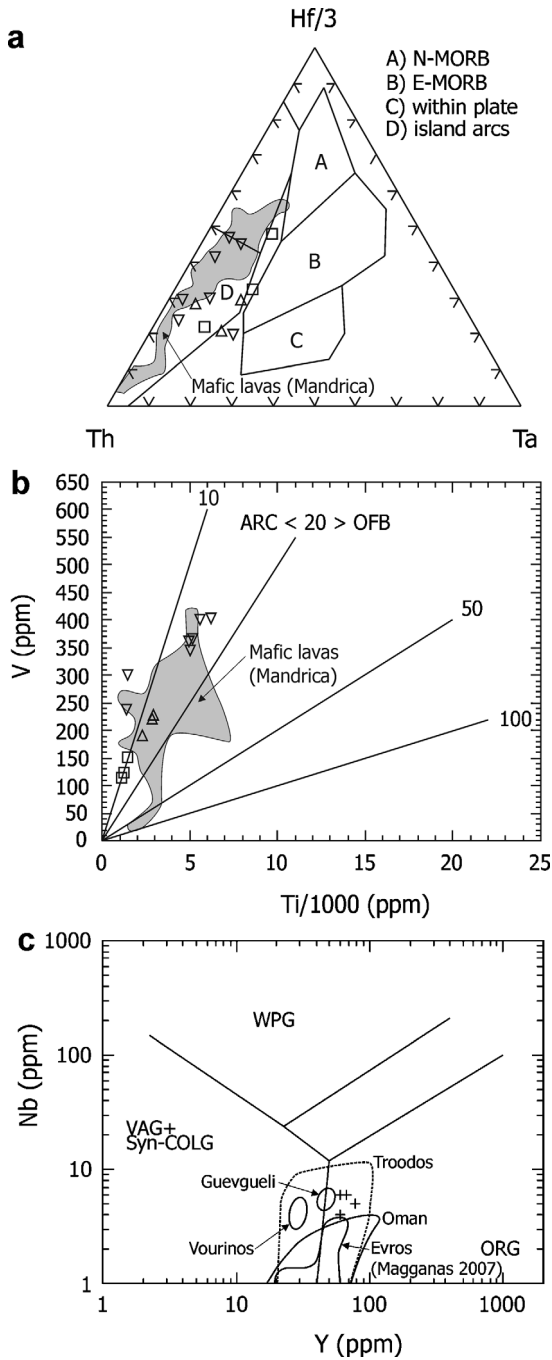 a
Hf/3
A) N-MORB
B) E-MORB
C) within plate
D) island arcs
A
B
D
C
Mafic lavas (Mandrica)
Th
Ta
b
650
600
550
500
450
400
350
300
250
200
150
100
50
0
V (ppm)
10
ARC < 20 > OFB
50
Mafic lavas
(Mandrica)
100
0
5
10
15
20
25
Ti/1000 (ppm)
c
1000
100
10
1
Nb (ppm)
WPG
VAG+
Syn-COLG
Troodos
Guevgueli
Oman
Vourinos
Evros
(Magganas 2007)
ORG
1
10
100
1000
Y (ppm)